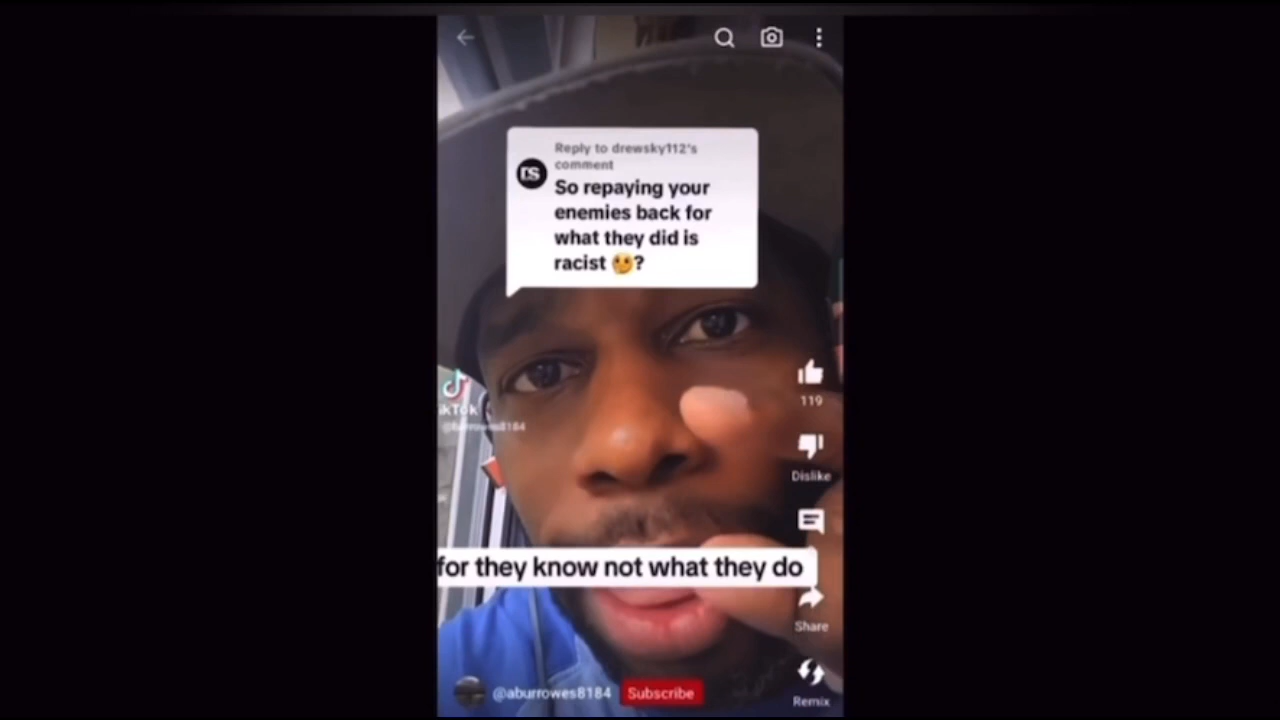 Reply to drewsky112's
comment
So repaying your
enemies back for
what they did is
racist 🤔?
119
Dislike
for they know not what they do
Share
@aburrowes8184 Subscribe
Remix